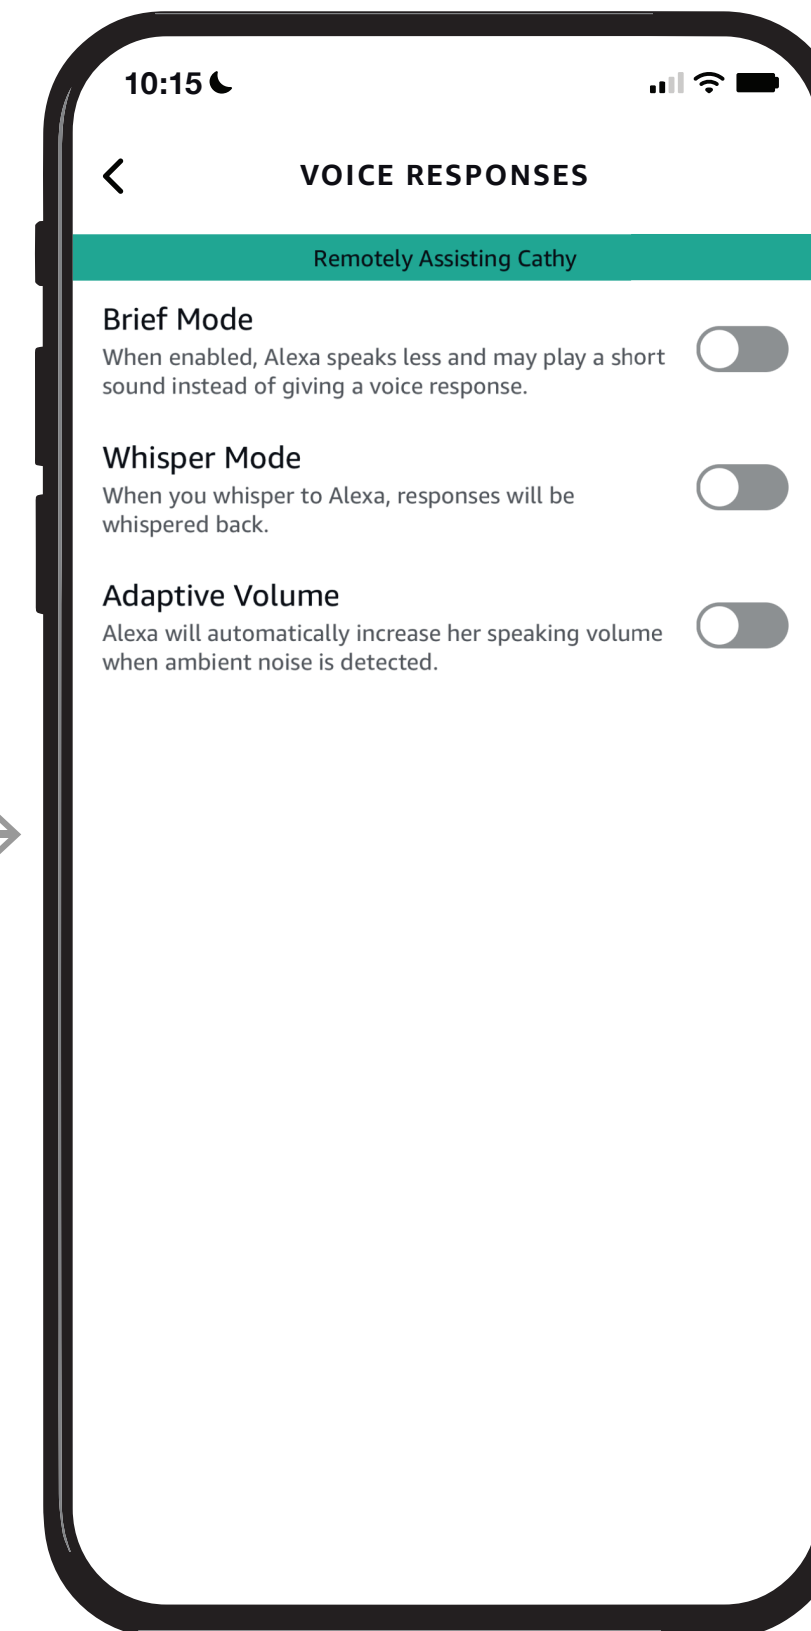 10:15
VOICE RESPONSES
Remotely Assisting Cathy
Brief Mode
When enabled, Alexa speaks less and may play a short
sound instead of giving a voice response.
Whisper Mode
When you whisper to Alexa, responses will be
whispered back.
Adaptive Volume
Alexa will automatically increase her speaking volume
when ambient noise is detected.